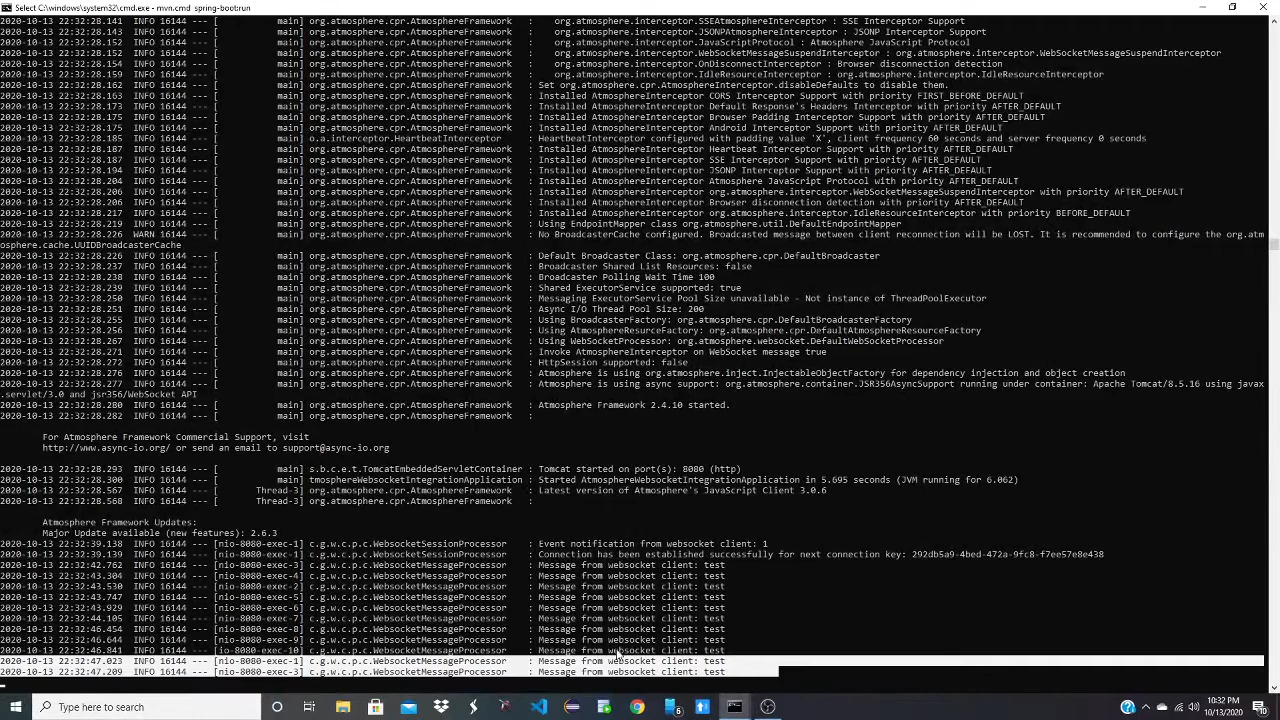 Select C:\windows\system32\cmd.exe - mvn.cmd spring-bootrun
2020-10-13 22:32:28.141 INFO 16144 --- [ main] org.atmosphere.cpr.AtmosphereFramework : org.atmosphere.interceptor.SSEAtmosphereInterceptor : SSE Interceptor Support
2020-10-13 22:32:28.143 INFO 16144 --- [ main] org.atmosphere.cpr.AtmosphereFramework : org.atmosphere.interceptor.JSONPAtmosphereInterceptor : JSONP Interceptor Support
2020-10-13 22:32:28.152 INFO 16144 --- [ main] org.atmosphere.cpr.AtmosphereFramework : org.atmosphere.interceptor.JavaScriptProtocol : Atmosphere JavaScript Protocol
2020-10-13 22:32:28.152 INFO 16144 --- [ main] org.atmosphere.cpr.AtmosphereFramework : org.atmosphere.interceptor.WebSocketMessageSuspendInterceptor : org.atmosphere.interceptor.WebSocketMessageSuspendInterceptor
2020-10-13 22:32:28.154 INFO 16144 --- [ main] org.atmosphere.cpr.AtmosphereFramework : org.atmosphere.interceptor.OnDisconnectInterceptor : Browser disconnection detection
2020-10-13 22:32:28.159 INFO 16144 --- [ main] org.atmosphere.cpr.AtmosphereFramework : org.atmosphere.interceptor.IdleResourceInterceptor : org.atmosphere.interceptor.IdleResourceInterceptor
2020-10-13 22:32:28.162 INFO 16144 --- [ main] org.atmosphere.cpr.AtmosphereFramework : Set org.atmosphere.cpr.AtmosphereInterceptor.disableDefaults to disable them.
2020-10-13 22:32:28.163 INFO 16144 --- [ main] org.atmosphere.cpr.AtmosphereFramework : Installed AtmosphereInterceptor CORS Interceptor Support with priority FIRST_BEFORE_DEFAULT
2020-10-13 22:32:28.173 INFO 16144 --- [ main] org.atmosphere.cpr.AtmosphereFramework : Installed AtmosphereInterceptor Default Response's Headers Interceptor with priority AFTER_DEFAULT
2020-10-13 22:32:28.175 INFO 16144 --- [ main] org.atmosphere.cpr.AtmosphereFramework : Installed AtmosphereInterceptor Browser Padding Interceptor Support with priority AFTER_DEFAULT
2020-10-13 22:32:28.175 INFO 16144 --- [ main] org.atmosphere.cpr.AtmosphereFramework : Installed AtmosphereInterceptor Android Interceptor Support with priority AFTER_DEFAULT
2020-10-13 22:32:28.185 INFO 16144 --- [ main] o.a.interceptor.HeartbeatInterceptor : HeartbeatInterceptor configured with padding value 'X', client frequency 60 seconds and server frequency 0 seconds
2020-10-13 22:32:28.187 INFO 16144 --- [ main] org.atmosphere.cpr.AtmosphereFramework : Installed AtmosphereInterceptor Heartbeat Interceptor Support with priority AFTER_DEFAULT
2020-10-13 22:32:28.187 INFO 16144 --- [ main] org.atmosphere.cpr.AtmosphereFramework : Installed AtmosphereInterceptor SSE Interceptor Support with priority AFTER_DEFAULT
2020-10-13 22:32:28.194 INFO 16144 --- [ main] org.atmosphere.cpr.AtmosphereFramework : Installed AtmosphereInterceptor JSONP Interceptor Support with priority AFTER_DEFAULT
2020-10-13 22:32:28.204 INFO 16144 --- [ main] org.atmosphere.cpr.AtmosphereFramework : Installed AtmosphereInterceptor Atmosphere JavaScript Protocol with priority AFTER_DEFAULT
2020-10-13 22:32:28.206 INFO 16144 --- [ main] org.atmosphere.cpr.AtmosphereFramework : Installed AtmosphereInterceptor org.atmosphere.interceptor.WebSocketMessageSuspendInterceptor with priority AFTER_DEFAULT
2020-10-13 22:32:28.206 INFO 16144 --- [ main] org.atmosphere.cpr.AtmosphereFramework : Installed AtmosphereInterceptor Browser disconnection detection with priority AFTER_DEFAULT
2020-10-13 22:32:28.217 INFO 16144 --- [ main] org.atmosphere.cpr.AtmosphereFramework : Installed AtmosphereInterceptor org.atmosphere.interceptor.IdleResourceInterceptor with priority BEFORE_DEFAULT
2020-10-13 22:32:28.219 INFO 16144 --- [ main] org.atmosphere.cpr.AtmosphereFramework : Using EndpointMapper class org.atmosphere.util.DefaultEndpointMapper
2020-10-13 22:32:28.224 WARN 16144 --- [ main] org.atmosphere.cpr.AtmosphereFramework : No BroadcasterCache configured. Broadcasted message between client reconnection will be LOST. It is recommended to configure the org.atm
osphere.cache.UUIDBroadcasterCache
2020-10-13 22:32:28.226 INFO 16144 --- [ main] org.atmosphere.cpr.AtmosphereFramework : Default Broadcaster Class: org.atmosphere.cpr.DefaultBroadcaster
2020-10-13 22:32:28.237 INFO 16144 --- [ main] org.atmosphere.cpr.AtmosphereFramework : Broadcaster Shared List Resources: false
2020-10-13 22:32:28.238 INFO 16144 --- [ main] org.atmosphere.cpr.AtmosphereFramework : Broadcaster Polling Wait Time 100
2020-10-13 22:32:28.239 INFO 16144 --- [ main] org.atmosphere.cpr.AtmosphereFramework : Shared ExecutorService supported: true
2020-10-13 22:32:28.250 INFO 16144 --- [ main] org.atmosphere.cpr.AtmosphereFramework : Messaging ExecutorService Pool Size unavailable - Not instance of ThreadPoolExecutor
2020-10-13 22:32:28.251 INFO 16144 --- [ main] org.atmosphere.cpr.AtmosphereFramework : Async I/O Thread Pool Size: 200
2020-10-13 22:32:28.255 INFO 16144 --- [ main] org.atmosphere.cpr.AtmosphereFramework : Using BroadcasterFactory: org.atmosphere.cpr.DefaultBroadcasterFactory
2020-10-13 22:32:28.256 INFO 16144 --- [ main] org.atmosphere.cpr.AtmosphereFramework : Using AtmosphereResurceFactory: org.atmosphere.cpr.DefaultAtmosphereResourceFactory
2020-10-13 22:32:28.267 INFO 16144 --- [ main] org.atmosphere.cpr.AtmosphereFramework : Using WebSocketProcessor: org.atmosphere.websocket.DefaultWebSocketProcessor
2020-10-13 22:32:28.271 INFO 16144 --- [ main] org.atmosphere.cpr.AtmosphereFramework : Invoke AtmosphereInterceptor on WebSocket message true
2020-10-13 22:32:28.272 INFO 16144 --- [ main] org.atmosphere.cpr.AtmosphereFramework : HttpSession supported: false
2020-10-13 22:32:28.276 INFO 16144 --- [ main] org.atmosphere.cpr.AtmosphereFramework : Atmosphere is using org.atmosphere.inject.InjectableObjectFactory for dependency injection and object creation
2020-10-13 22:32:28.277 INFO 16144 --- [ main] org.atmosphere.cpr.AtmosphereFramework : Atmosphere is using async support: org.atmosphere.container.JSR356AsyncSupport running under container: Apache Tomcat/8.5.16 using javax
.servlet/3.0 and jsr356/WebSocket API
2020-10-13 22:32:28.280 INFO 16144 --- [ main] org.atmosphere.cpr.AtmosphereFramework : Atmosphere Framework 2.4.10 started.
2020-10-13 22:32:28.282 INFO 16144 --- [ main] org.atmosphere.cpr.AtmosphereFramework :
For Atmosphere Framework Commercial Support, visit
http://www.async-io.org/ or send an email to support@async-io.org
2020-10-13 22:32:28.293 INFO 16144 --- [ main] s.b.c.e.t.TomcatEmbeddedServletContainer : Tomcat started on port(s): 8080 (http)
2020-10-13 22:32:28.300 INFO 16144 --- [ main] tmosphereWebsocketIntegrationApplication : Started AtmosphereWebsocketIntegrationApplication in 5.695 seconds (JVM running for 6.062)
2020-10-13 22:32:28.567 INFO 16144 --- [ Thread-3] org.atmosphere.cpr.AtmosphereFramework : Latest version of Atmosphere's JavaScript Client 3.0.6
2020-10-13 22:32:28.568 INFO 16144 --- [ Thread-3] org.atmosphere.cpr.AtmosphereFramework :
Atmosphere Framework Updates:
Major Update available (new features): 2.6.3
2020-10-13 22:32:39.138 INFO 16144 --- [nio-8080-exec-1] c.g.w.c.p.c.WebsocketSessionProcessor : Event notification from websocket client: 1
2020-10-13 22:32:39.139 INFO 16144 --- [nio-8080-exec-1] c.g.w.c.p.c.WebsocketSessionProcessor : Connection has been established successfully for next connection key: 292db5a9-4bed-472a-9fc8-f7ee57e8e438
2020-10-13 22:32:42.762 INFO 16144 --- [nio-8080-exec-3] c.g.w.c.p.c.WebsocketMessageProcessor : Message from websocket client: test
2020-10-13 22:32:43.304 INFO 16144 --- [nio-8080-exec-4] c.g.w.c.p.c.WebsocketMessageProcessor : Message from websocket client: test
2020-10-13 22:32:43.530 INFO 16144 --- [nio-8080-exec-2] c.g.w.c.p.c.WebsocketMessageProcessor : Message from websocket client: test
2020-10-13 22:32:43.747 INFO 16144 --- [nio-8080-exec-5] c.g.w.c.p.c.WebsocketMessageProcessor : Message from websocket client: test
2020-10-13 22:32:43.929 INFO 16144 --- [nio-8080-exec-6] c.g.w.c.p.c.WebsocketMessageProcessor : Message from websocket client: test
2020-10-13 22:32:44.105 INFO 16144 --- [nio-8080-exec-7] c.g.w.c.p.c.WebsocketMessageProcessor : Message from websocket client: test
2020-10-13 22:32:46.454 INFO 16144 --- [nio-8080-exec-8] c.g.w.c.p.c.WebsocketMessageProcessor : Message from websocket client: test
2020-10-13 22:32:46.644 INFO 16144 --- [nio-8080-exec-9] c.g.w.c.p.c.WebsocketMessageProcessor : Message from websocket client: test
2020-10-13 22:32:46.841 INFO 16144 --- [io-8080-exec-10] c.g.w.c.p.c.WebsocketMessageProcessor : Message from websocket client: test
2020-10-13 22:32:47.023 INFO 16144 --- [nio-8080-exec-1] c.g.w.c.p.c.WebsocketMessageProcessor : Message from websocket client: test
2020-10-13 22:32:47.209 INFO 16144 --- [nio-8080-exec-3] c.g.w.c.p.c.WebsocketMessageProcessor : Message from websocket client: test
Type here to search
6
10:32 PM
10/13/2020
10